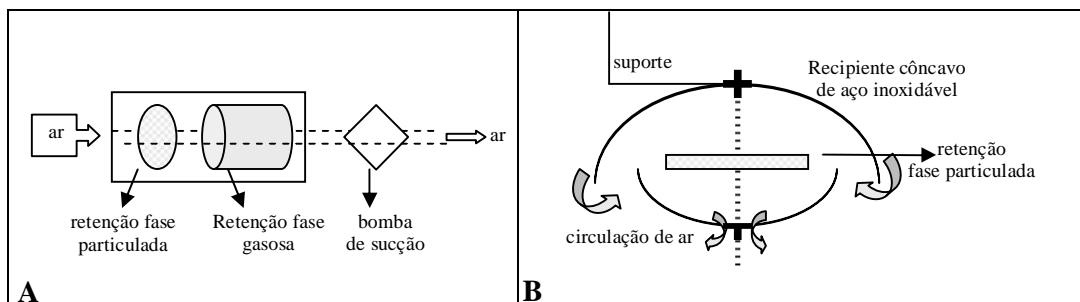 ar
ar
retenção fase
particulada
Retenção fase
gasosa
bomba
de sucção
A
suporte
Recipiente côncavo
de aço inoxidável
retenção
fase particulada
circulação de ar
B